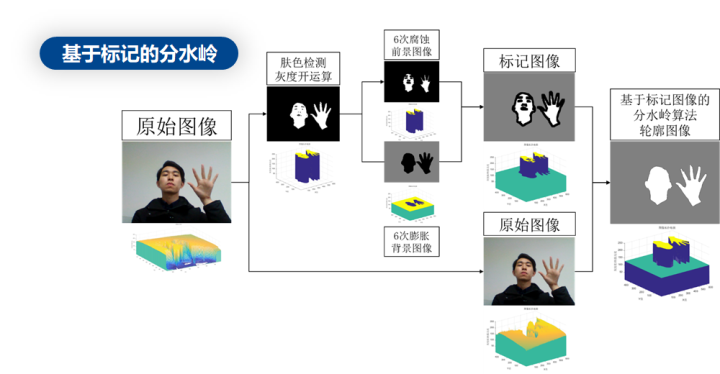 基于标记的分水岭
原始图像
肤色检测
灰度开运算
6次腐蚀
前景图像
6次膨胀
背景图像
标记图像
原始图像
基于标记图像的
分水岭算法
轮廓图像